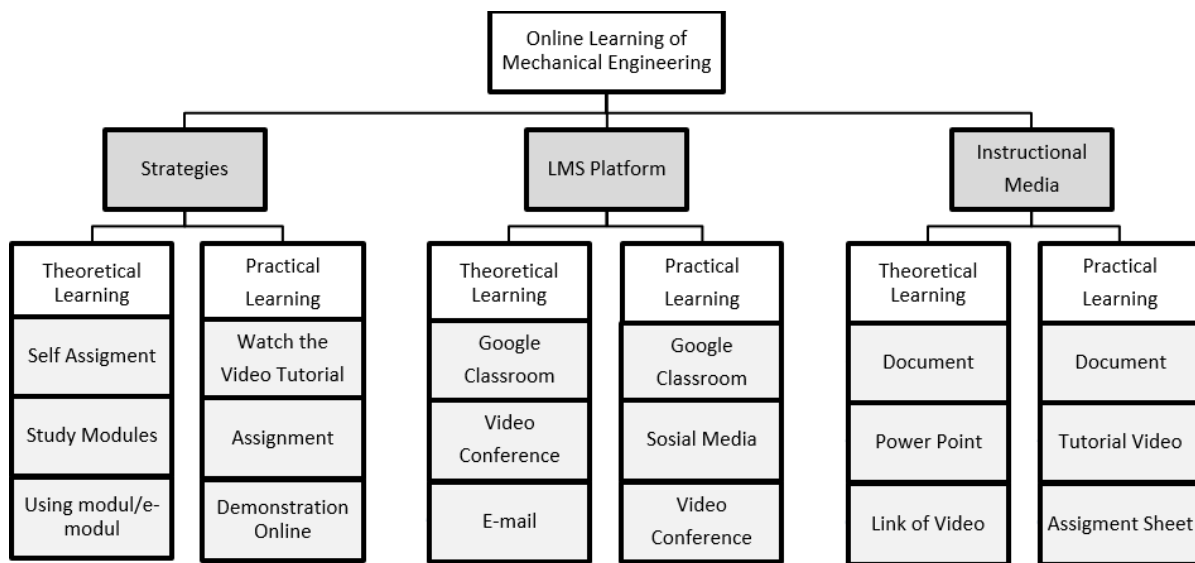 Online Learning of
Mechanical Engineering
Strategies
LMS Platform
Instructional
Media
Theoretical
Learning
Self Assigment
Study Modules
Using modul/e-
modul
Practical
Learning
Watch the
Video Tutorial
Assignment
Demonstration
Online
Theoretical
Learning
Google
Classroom
Video
Conference
E-mail
Practical
Learning
Google
Classroom
Sosial Media
Video
Conference
Theoretical
Learning
Document
Power Point
Link of Video
Practical
Learning
Document
Tutorial Video
Assigment Sheet